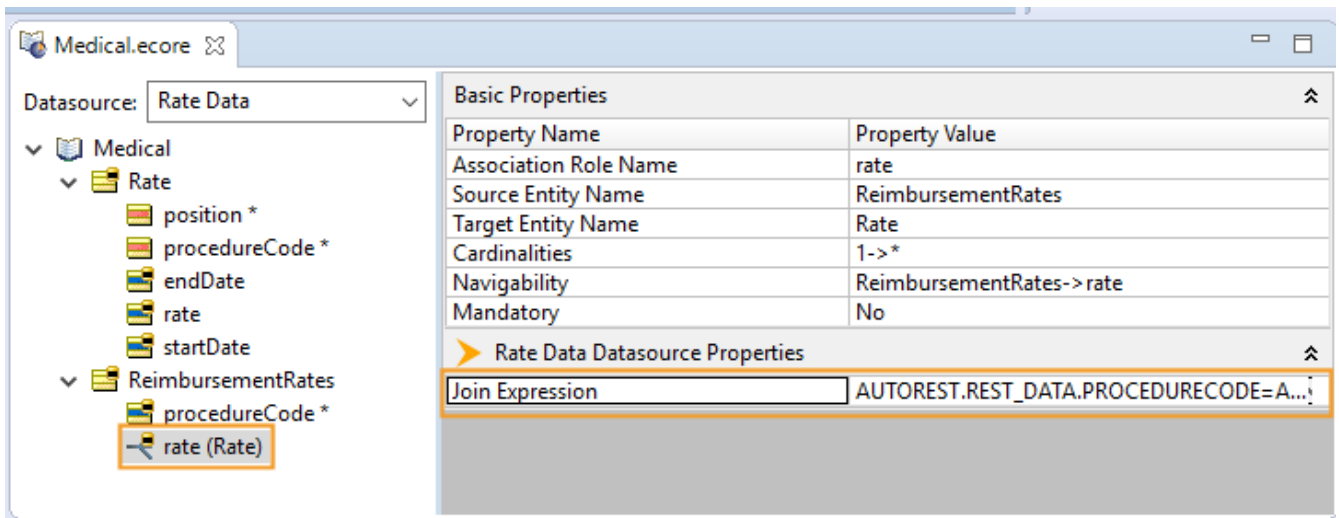 Medical.ecore
Datasource: Rate Data
Medical
Rate
position *
procedureCode *
endDate
rate
startDate
ReimbursementRates
procedureCode *
rate (Rate)
Basic Properties
Property Name Property Value
Association Role Name rate
Source Entity Name ReimbursementRates
Target Entity Name Rate
Cardinalities 1->*
Navigability ReimbursementRates->rate
Mandatory No
Rate Data Datasource Properties
Join Expression AUTOREST.REST_DATA.PROCEDURECODE=A...